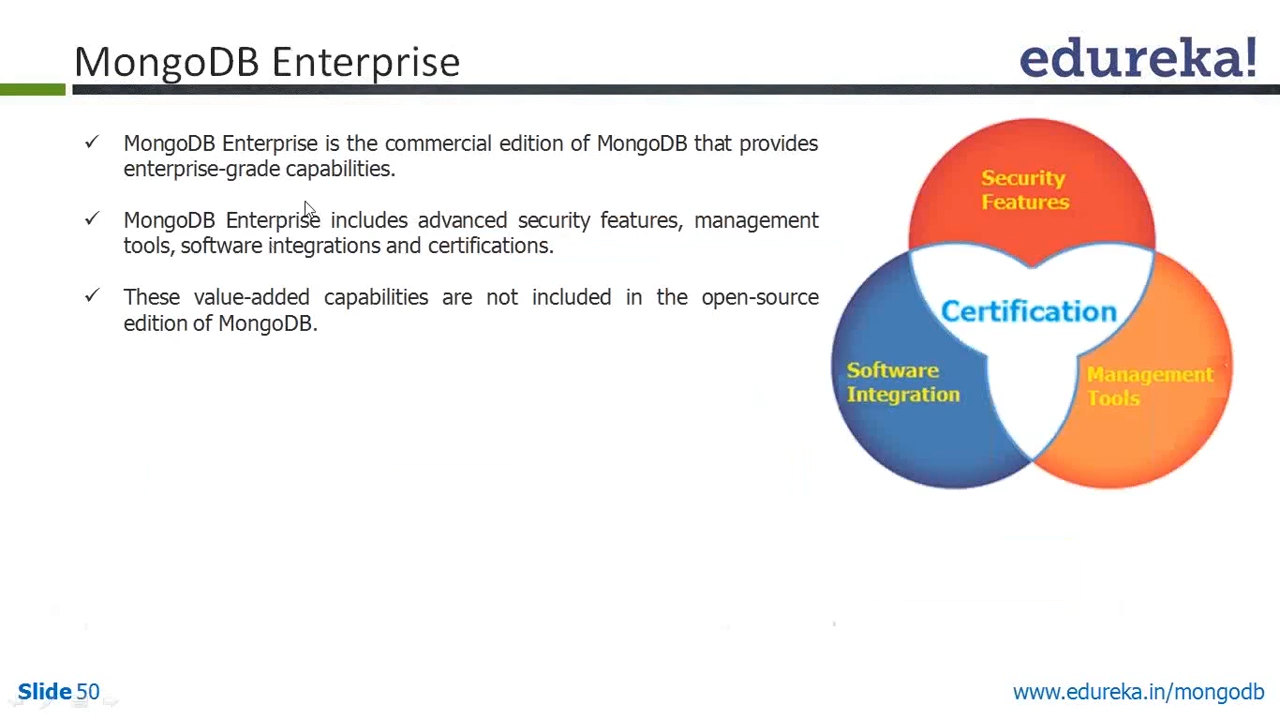 MongoDB Enterprise
edureka!
✓ MongoDB Enterprise is the commercial edition of MongoDB that provides
enterprise-grade capabilities.
✓ MongoDB Enterprise includes advanced security features, management
tools, software integrations and certifications.
✓ These value-added capabilities are not included in the open-source
edition of MongoDB.
Security
Features
Certification
Software
Integration
Management
Tools
Slide 50
www.edureka.in/mongodb